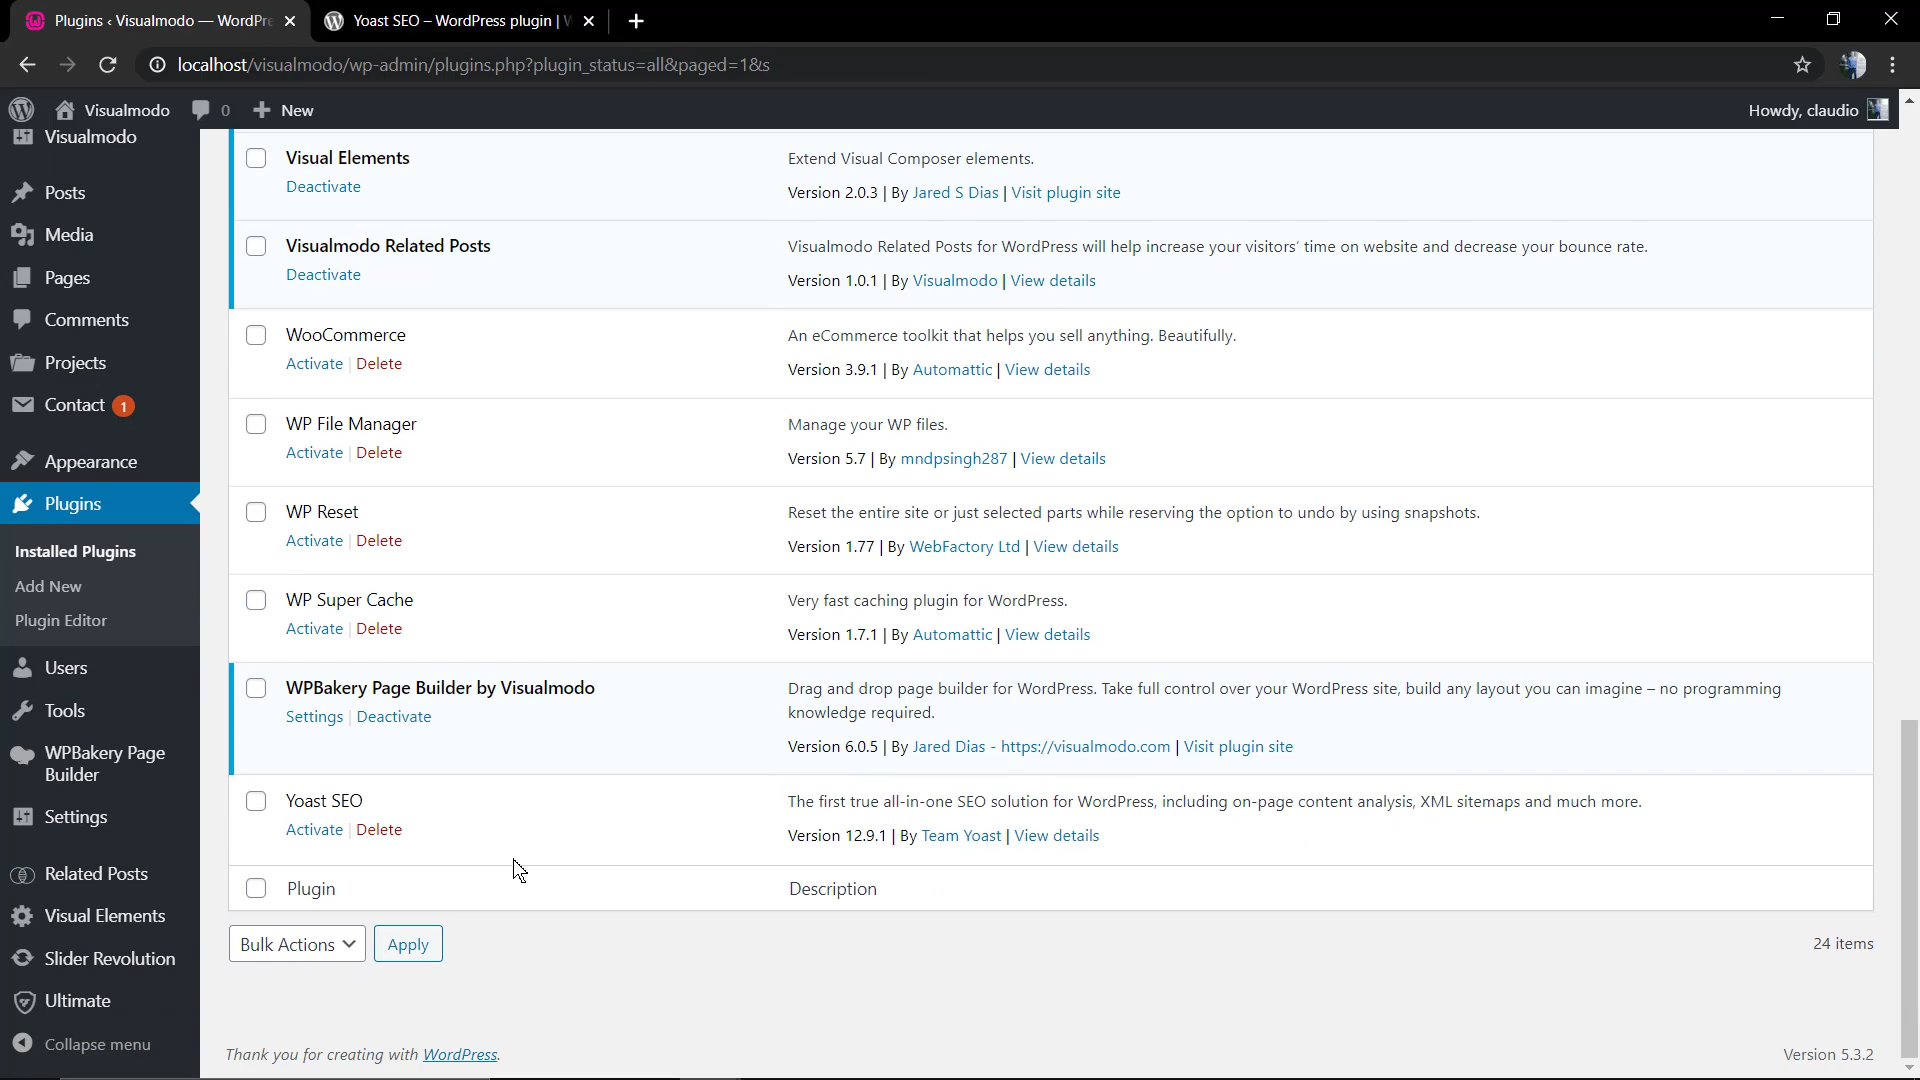 Plugins ‹ Visualmodo — WordPre
Yoast SEO – WordPress plugin | W
localhost/visualmodo/wp-admin/plugins.php?plugin_status=all&paged=1&s
Visualmodo
0
New
Howdy, claudio
Visualmodo
Posts
Media
Pages
Comments
Projects
Contact 1
Appearance
Plugins
Installed Plugins
Add New
Plugin Editor
Users
Tools
WPBakery Page
Builder
Settings
Related Posts
Visual Elements
Slider Revolution
Ultimate
Collapse menu
Visual Elements
Deactivate
Extend Visual Composer elements.
Version 2.0.3 | By Jared S Dias | Visit plugin site
Visualmodo Related Posts
Deactivate
Visualmodo Related Posts for WordPress will help increase your visitors' time on website and decrease your bounce rate.
Version 1.0.1 | By Visualmodo | View details
WooCommerce
Activate | Delete
An eCommerce toolkit that helps you sell anything. Beautifully.
Version 3.9.1 | By Automattic | View details
WP File Manager
Activate | Delete
Manage your WP files.
Version 5.7 | By mndpsingh287 | View details
WP Reset
Activate | Delete
Reset the entire site or just selected parts while reserving the option to undo by using snapshots.
Version 1.77 | By WebFactory Ltd | View details
WP Super Cache
Activate | Delete
Very fast caching plugin for WordPress.
Version 1.7.1 | By Automattic | View details
WPBakery Page Builder by Visualmodo
Settings | Deactivate
Drag and drop page builder for WordPress. Take full control over your WordPress site, build any layout you can imagine – no programming
knowledge required.
Version 6.0.5 | By Jared Dias - https://visualmodo.com | Visit plugin site
Yoast SEO
Activate | Delete
The first true all-in-one SEO solution for WordPress, including on-page content analysis, XML sitemaps and much more.
Version 12.9.1 | By Team Yoast | View details
Plugin
Description
Bulk Actions
Apply
24 items
Thank you for creating with WordPress.
Version 5.3.2